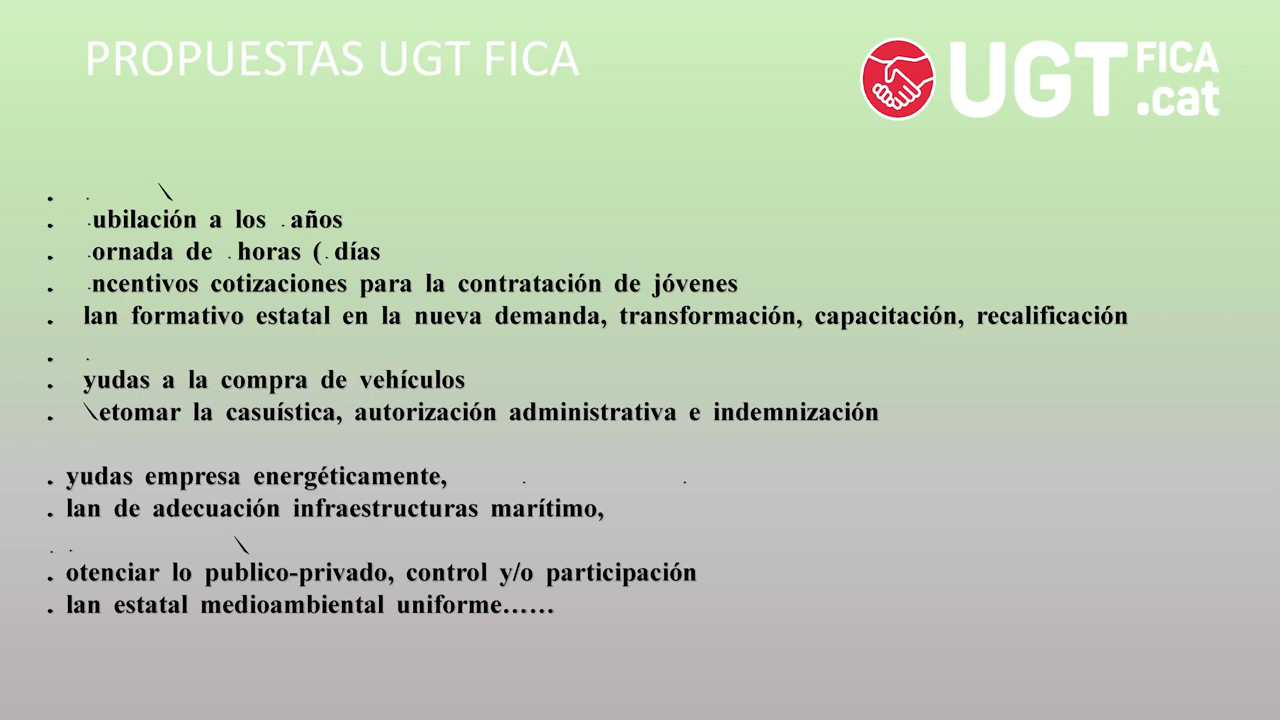 PROPUESTAS UGT FICA
UGT FICA .cat
. . \
. .ubilación a los . años
. .ornada de . horas (. días
. .ncentivos cotizaciones para la contratación de jóvenes
. lan formativo estatal en la nueva demanda, transformación, capacitación, recalificación
. .
. yudas a la compra de vehículos
. \etomar la casuística, autorización administrativa e indemnización
. yudas empresa energéticamente, . .
. lan de adecuación infraestructuras marítimo,
. . \
. otenciar lo publico-privado, control y/o participación
. lan estatal medioambiental uniforme……